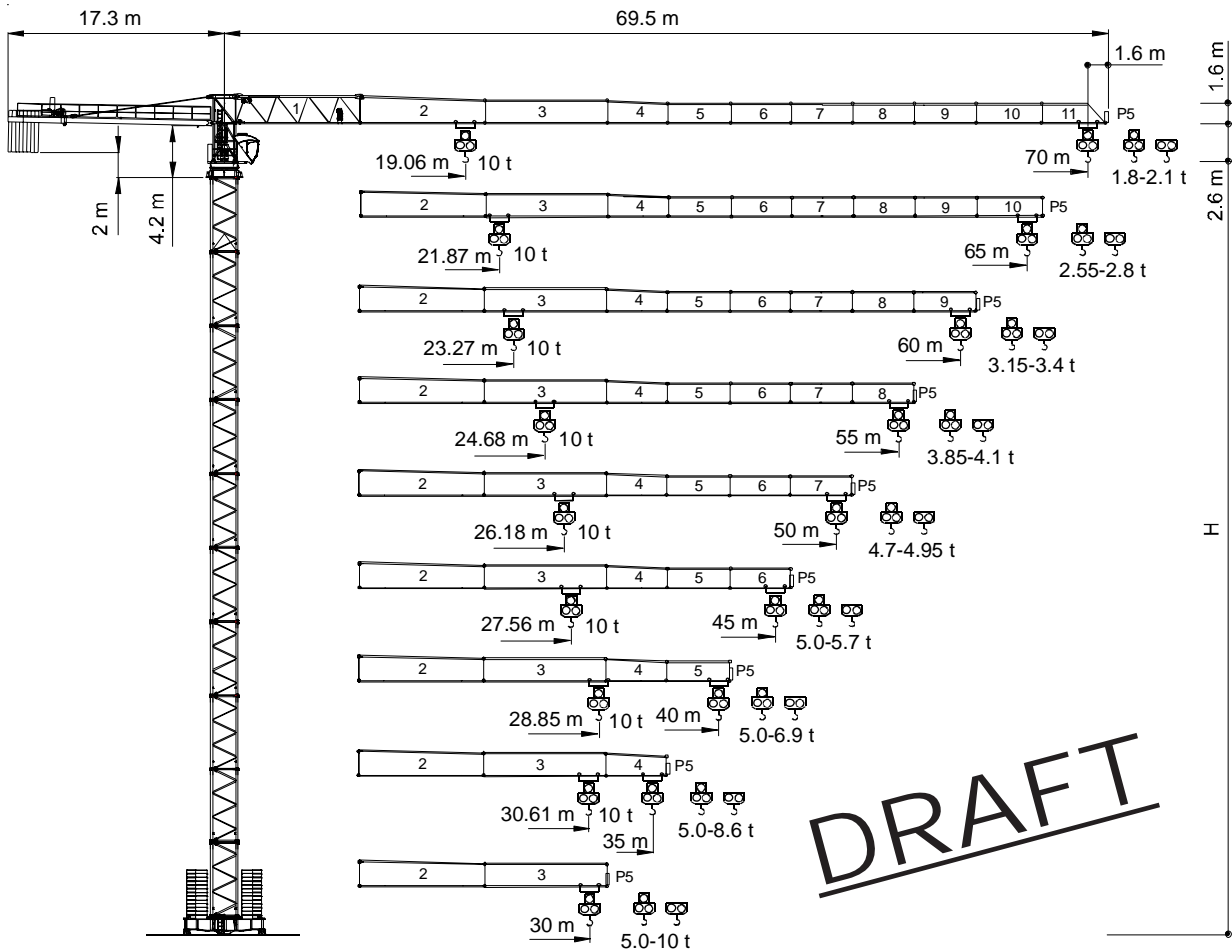 17.3 m
69.5 m
1.6 m
1.6 m
1 2 3 4 5 6 7 8 9 10 11 P5
19.06 m 10 t
70 m
1.8-2.1 t
2 m
4.2 m
2.6 m
2 3 4 5 6 7 8 9 10 P5
21.87 m 10 t
65 m
2.55-2.8 t
2 3 4 5 6 7 8 9 P5
23.27 m 10 t
60 m
3.15-3.4 t
2 3 4 5 6 7 8 P5
24.68 m 10 t
55 m
3.85-4.1 t
2 3 4 5 6 7 P5
26.18 m 10 t
50 m
4.7-4.95 t
H
2 3 4 5 6 P5
27.56 m 10 t
45 m
5.0-5.7 t
2 3 4 5 P5
28.85 m 10 t
40 m
5.0-6.9 t
2 3 4 P5
30.61 m 10 t
35 m
5.0-8.6 t
DRAFT
2 3 P5
30 m
5.0-10 t